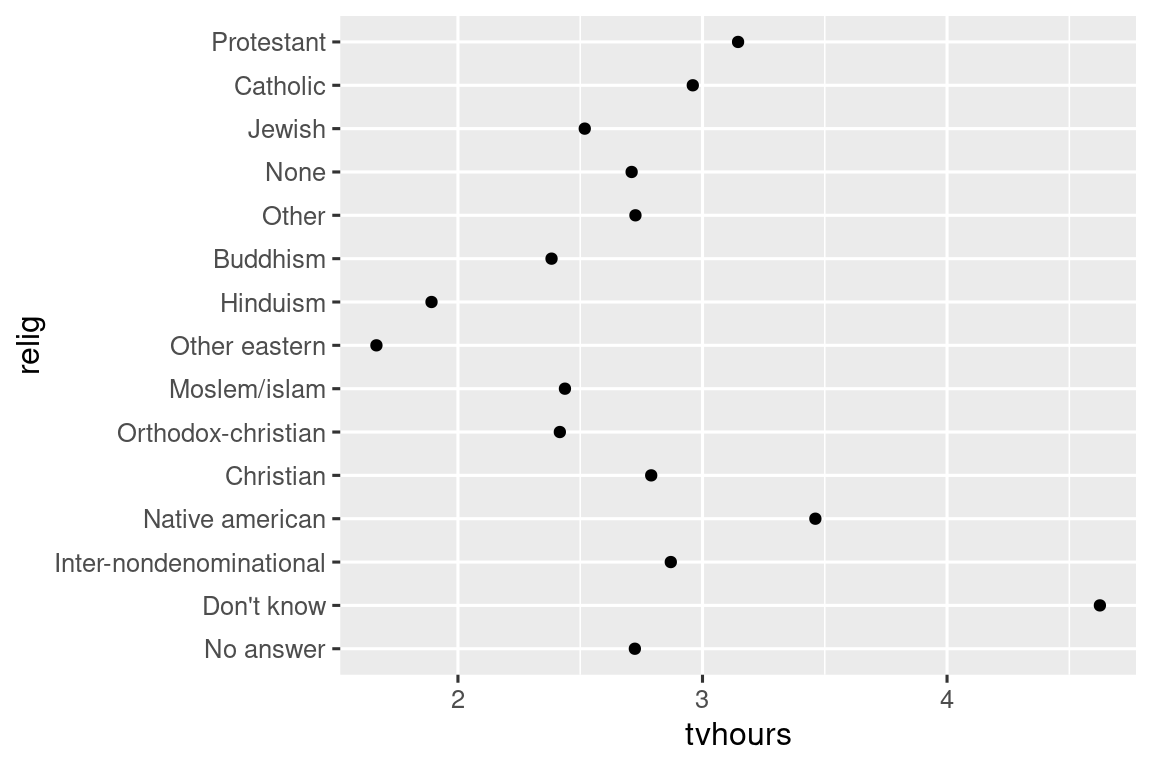 Protestant
Catholic
Jewish
None
Other
Buddhism
Hinduism
Other eastern
Moslem/islam
Orthodox-christian
Christian
Native american
Inter-nondenominational
Don't know
No answer
relig
2 3 4
tvhours